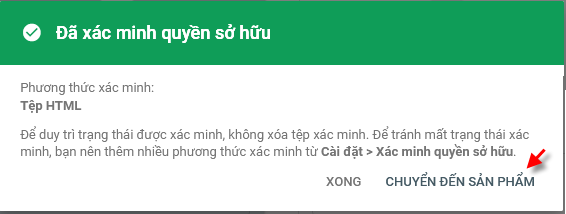 Đã xác minh quyền sở hữu
Phương thức xác minh:
Tệp HTML
Để duy trì trạng thái được xác minh, không xóa tệp xác minh. Để tránh mất trạng thái xác
minh, bạn nên thêm nhiều phương thức xác minh từ Cài đặt > Xác minh quyền sở hữu.
XONG CHUYỂN ĐẾN SẢN PHẨM